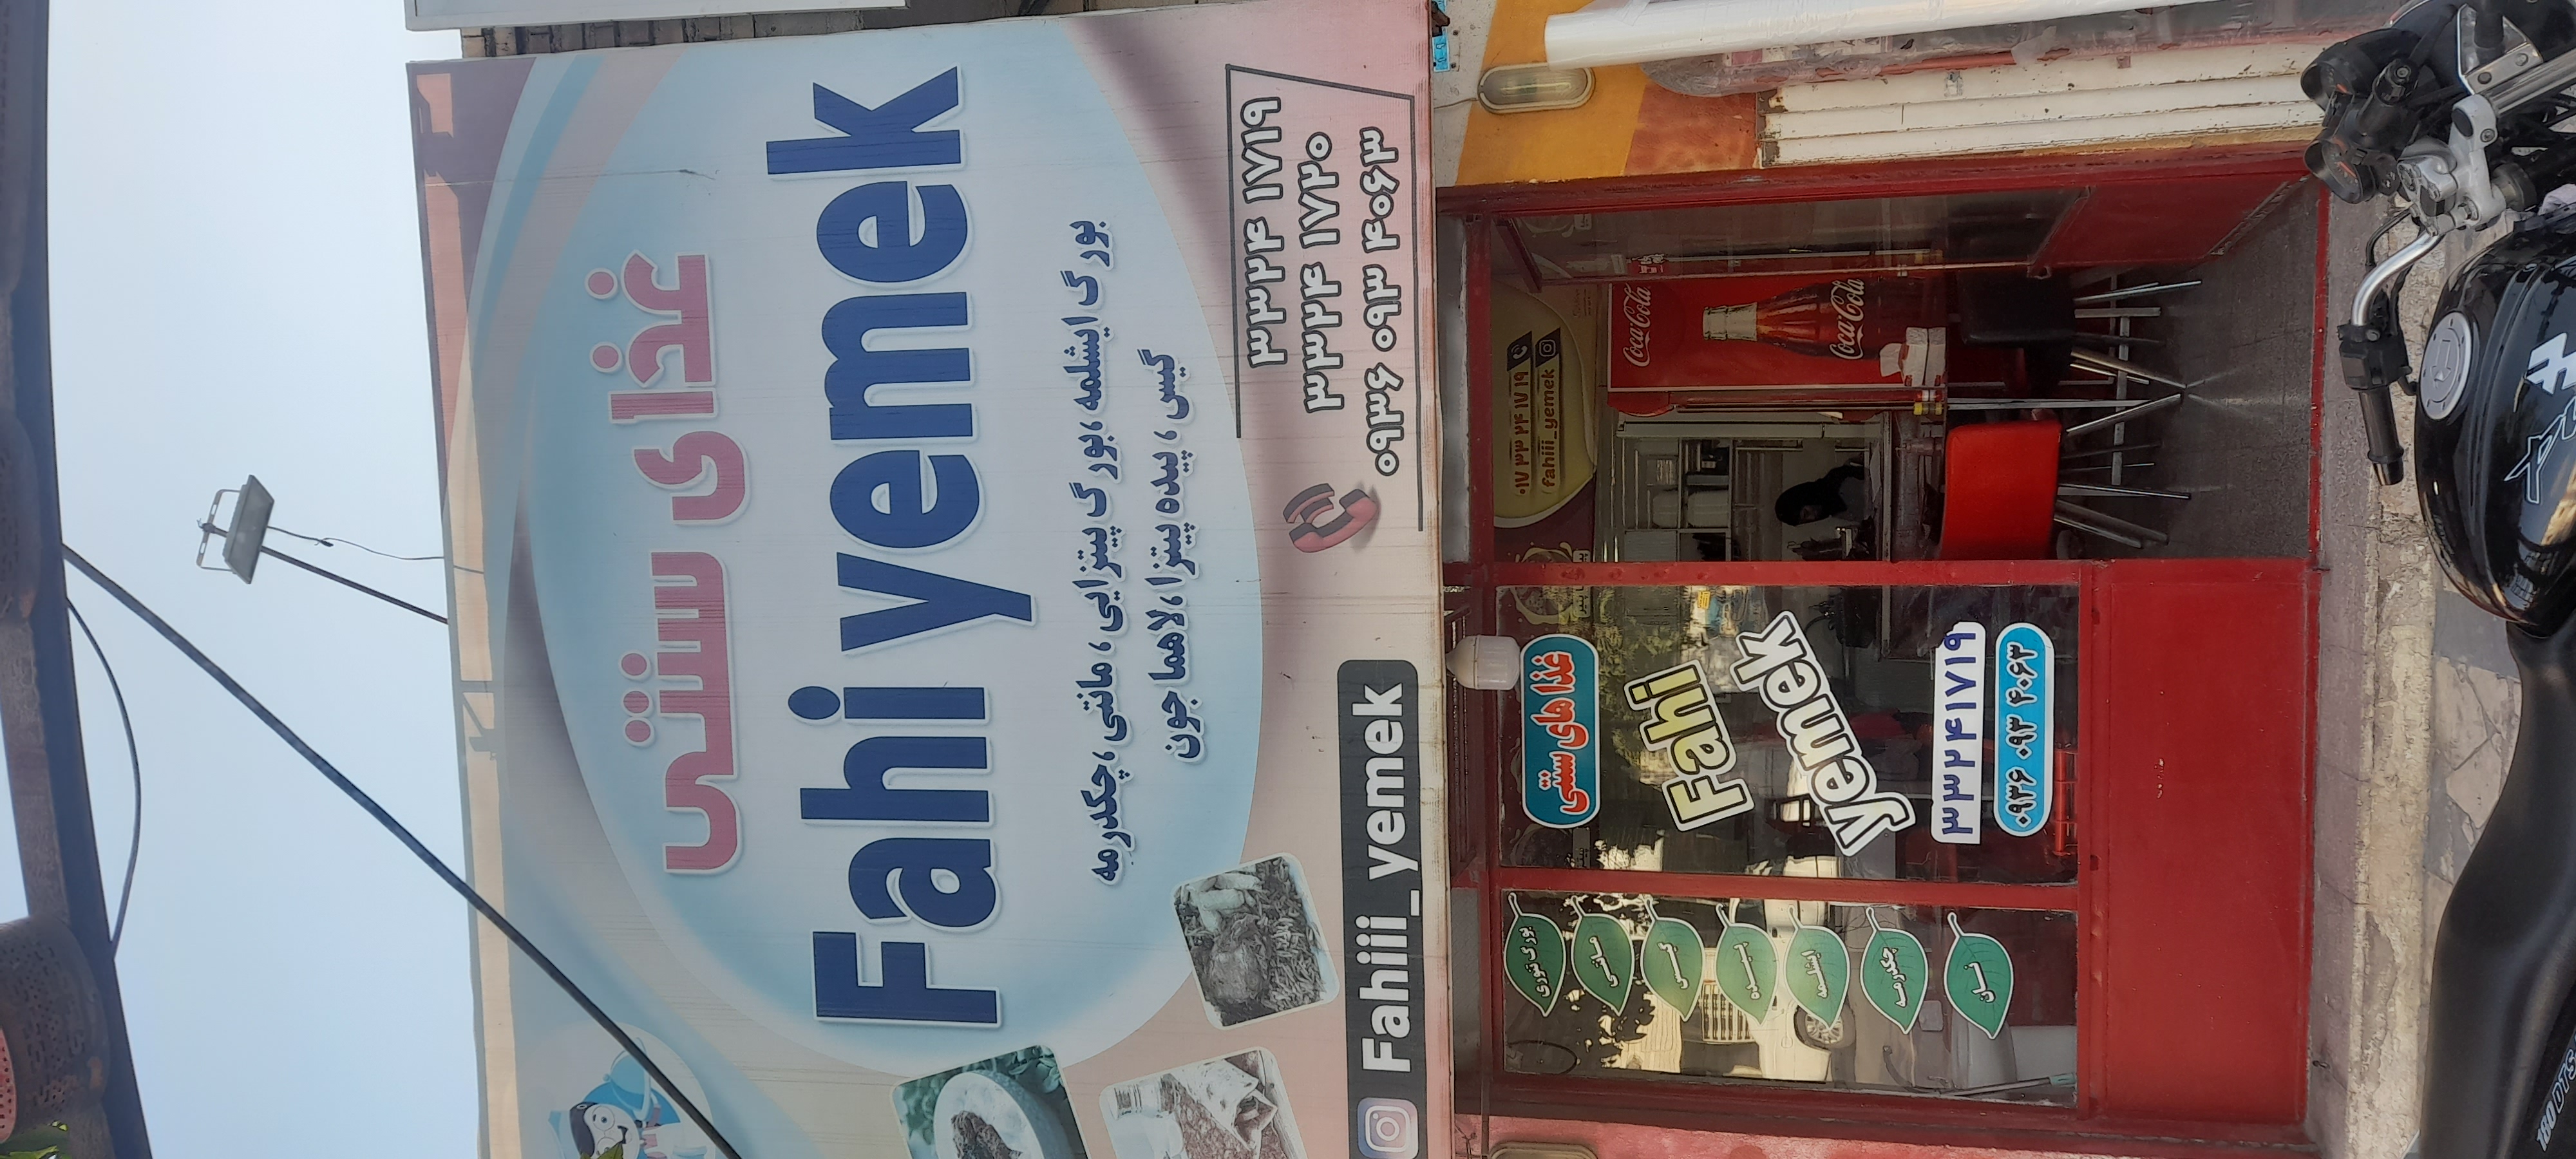 غذای سنتی
Fahi yemek
بورگ ایشلمه ،بورگ پیتزایی ، مانتی ،چکدرمه
گیس ، پیده پیتزا ،لاهما جون
۳۳۲۴ ۱۷۱۹
۳۳۲۴ ۱۷۲۰
۰۹۳۶ ۰۹۳ ۴۰۶۳
Fahiii_yemek
بورگ تنوری
مانتی
گیس
پیده
ایشلمه
چکدرمه
نان
غذا های سنتی
Fahi
yemek
۳۳۲۴۱۷۱۹
۰۹۳۶ ۰۹۳ ۴۰۶۳
۰۱۷ ۳۳ ۲۴ ۱۷ ۱۹
fahiii_yemek
Coca-Cola
Coca-Cola
180 DTS-i